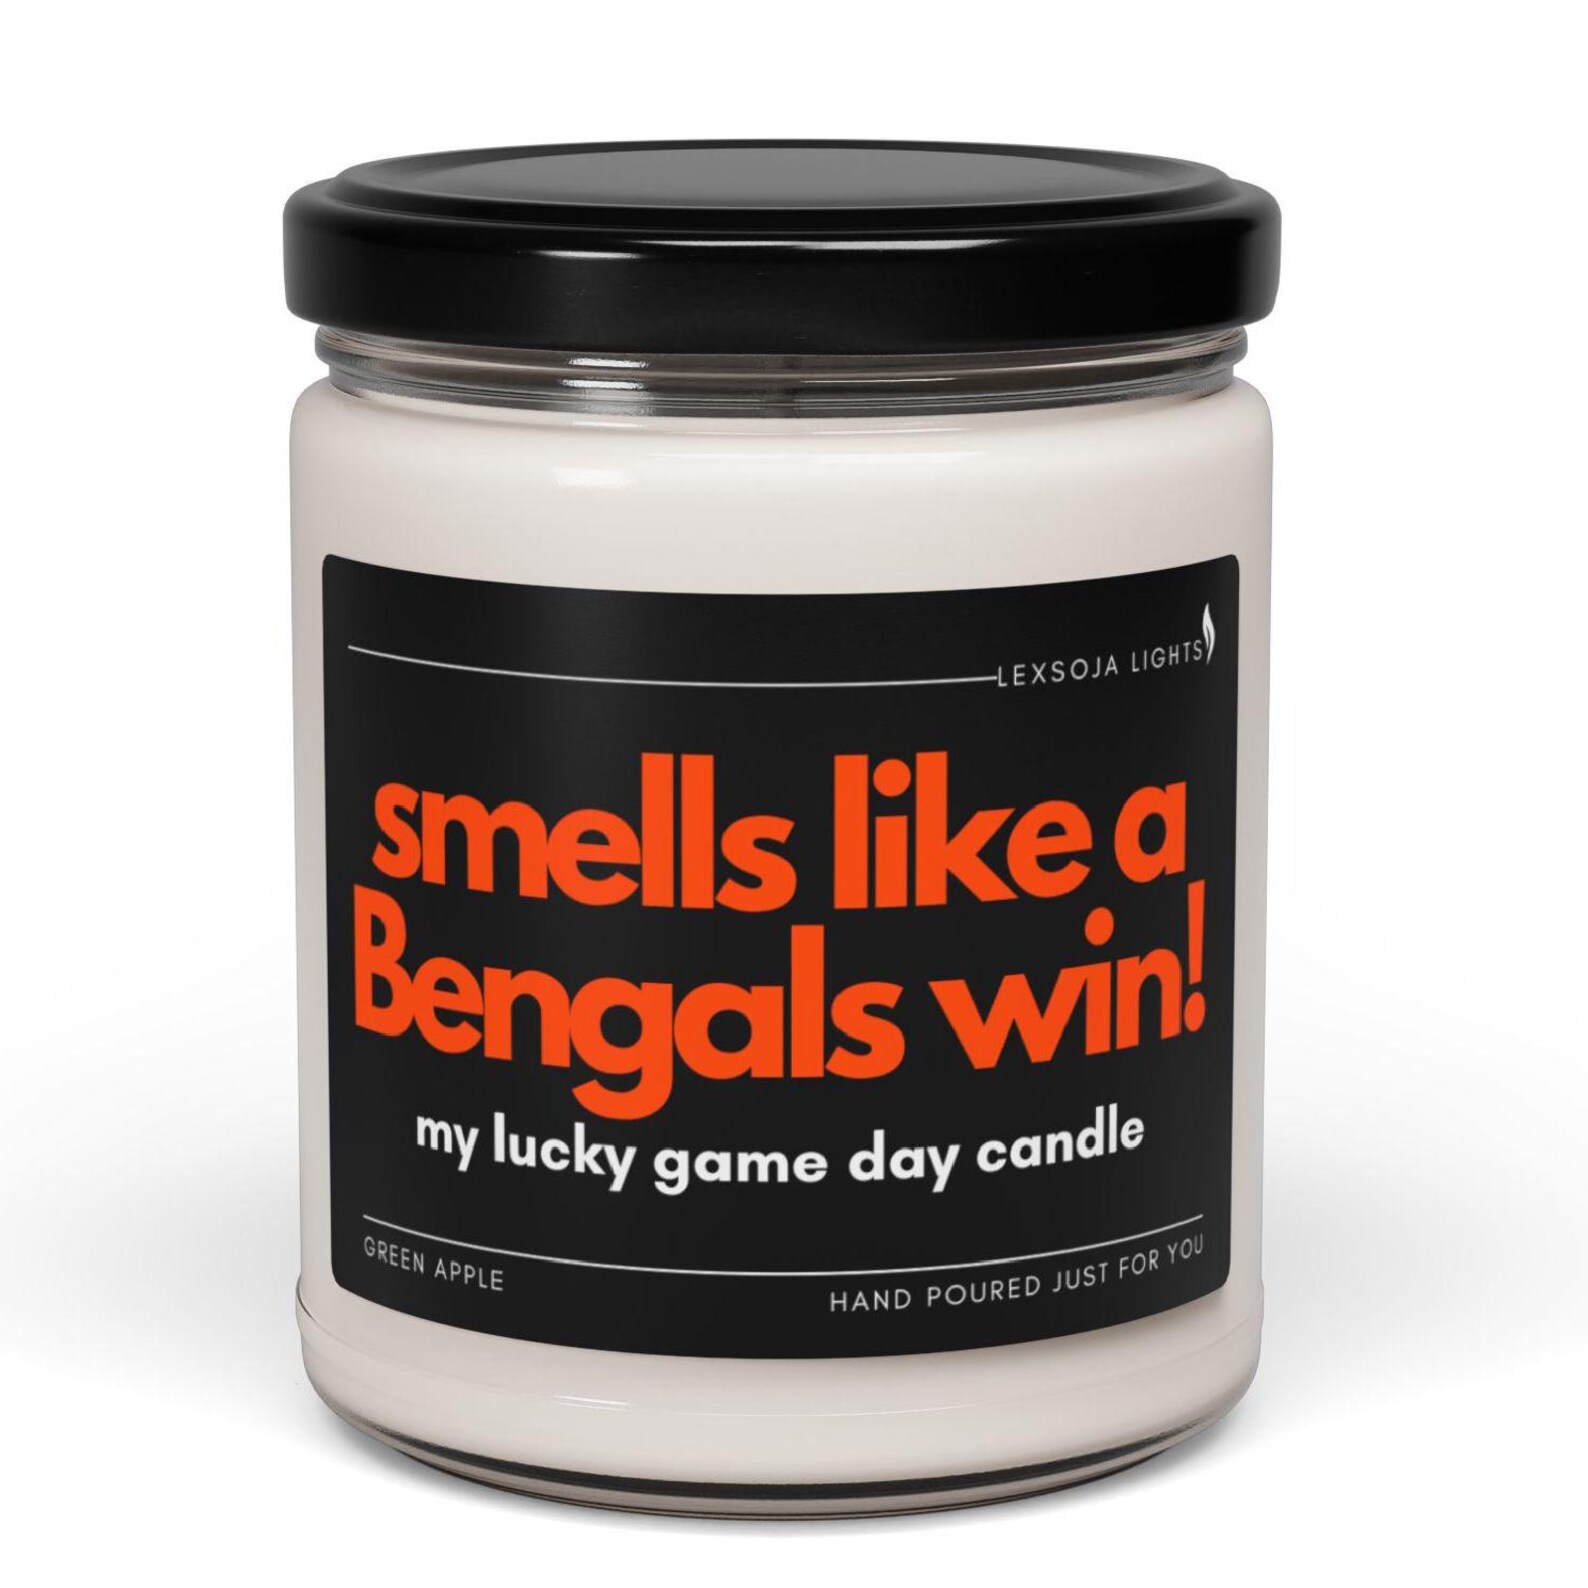 LEXSOJA LIGHTS
smells like a
Bengals win!
my lucky game day candle
GREEN APPLE
HAND POURED JUST FOR YOU